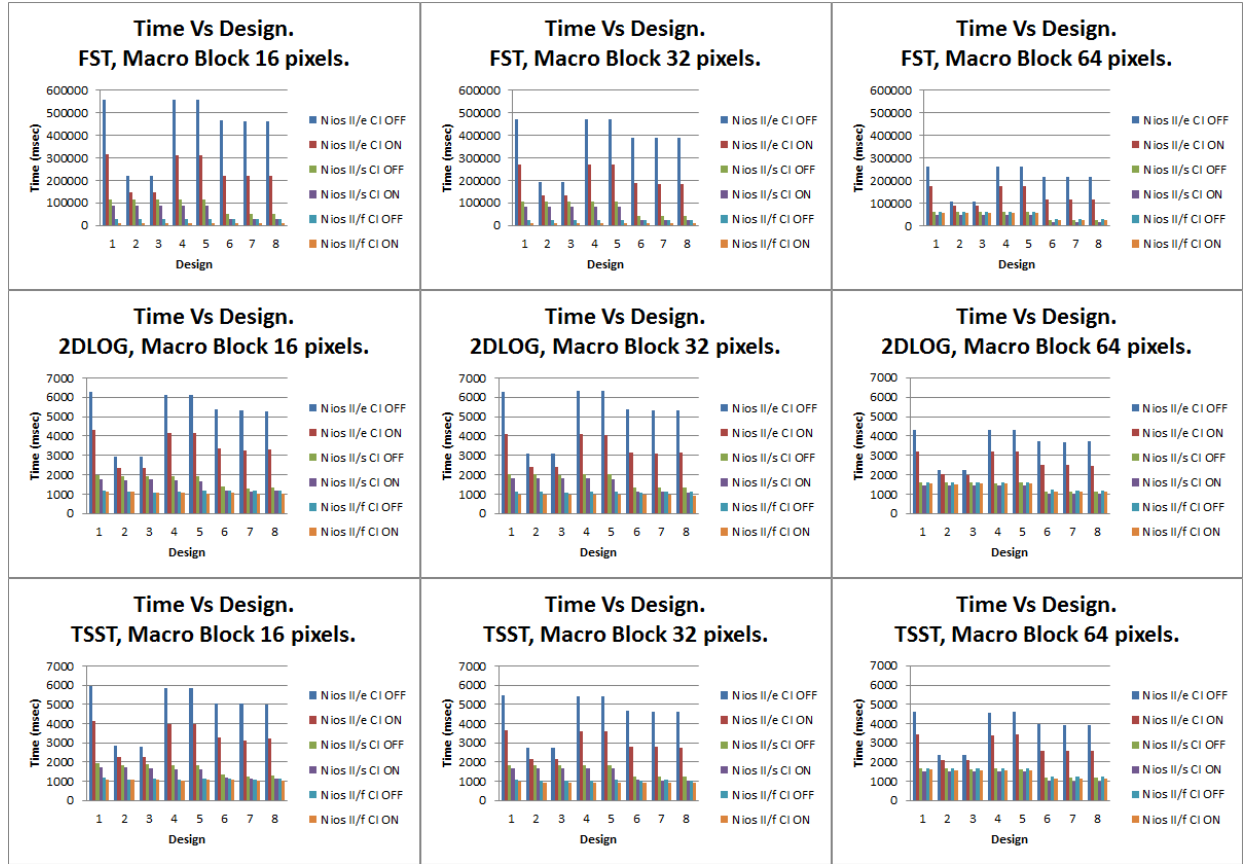 Time Vs Design.
FST, Macro Block 16 pixels.
Time (msec)
600000
500000
400000
300000
200000
100000
0
1 2 3 4 5 6 7 8
Design
Nios II/e CI OFF
Nios II/e CI ON
Nios II/s CI OFF
Nios II/s CI ON
Nios II/f CI OFF
Nios II/f CI ON
Time Vs Design.
FST, Macro Block 32 pixels.
Time (msec)
600000
500000
400000
300000
200000
100000
0
1 2 3 4 5 6 7 8
Design
Nios II/e CI OFF
Nios II/e CI ON
Nios II/s CI OFF
Nios II/s CI ON
Nios II/f CI OFF
Nios II/f CI ON
Time Vs Design.
FST, Macro Block 64 pixels.
Time (msec)
600000
500000
400000
300000
200000
100000
0
1 2 3 4 5 6 7 8
Design
Nios II/e CI OFF
Nios II/e CI ON
Nios II/s CI OFF
Nios II/s CI ON
Nios II/f CI OFF
Nios II/f CI ON
Time Vs Design.
2DLOG, Macro Block 16 pixels.
Time (msec)
7000
6000
5000
4000
3000
2000
1000
0
1 2 3 4 5 6 7 8
Design
Nios II/e CI OFF
Nios II/e CI ON
Nios II/s CI OFF
Nios II/s CI ON
Nios II/f CI OFF
Nios II/f CI ON
Time Vs Design.
2DLOG, Macro Block 32 pixels.
Time (msec)
7000
6000
5000
4000
3000
2000
1000
0
1 2 3 4 5 6 7 8
Design
Nios II/e CI OFF
Nios II/e CI ON
Nios II/s CI OFF
Nios II/s CI ON
Nios II/f CI OFF
Nios II/f CI ON
Time Vs Design.
2DLOG, Macro Block 64 pixels.
Time (msec)
7000
6000
5000
4000
3000
2000
1000
0
1 2 3 4 5 6 7 8
Design
Nios II/e CI OFF
Nios II/e CI ON
Nios II/s CI OFF
Nios II/s CI ON
Nios II/f CI OFF
Nios II/f CI ON
Time Vs Design.
TSST, Macro Block 16 pixels.
Time (msec)
7000
6000
5000
4000
3000
2000
1000
0
1 2 3 4 5 6 7 8
Design
Nios II/e CI OFF
Nios II/e CI ON
Nios II/s CI OFF
Nios II/s CI ON
Nios II/f CI OFF
Nios II/f CI ON
Time Vs Design.
TSST, Macro Block 32 pixels.
Time (msec)
7000
6000
5000
4000
3000
2000
1000
0
1 2 3 4 5 6 7 8
Design
Nios II/e CI OFF
Nios II/e CI ON
Nios II/s CI OFF
Nios II/s CI ON
Nios II/f CI OFF
Nios II/f CI ON
Time Vs Design.
TSST, Macro Block 64 pixels.
Time (msec)
7000
6000
5000
4000
3000
2000
1000
0
1 2 3 4 5 6 7 8
Design
Nios II/e CI OFF
Nios II/e CI ON
Nios II/s CI OFF
Nios II/s CI ON
Nios II/f CI OFF
Nios II/f CI ON